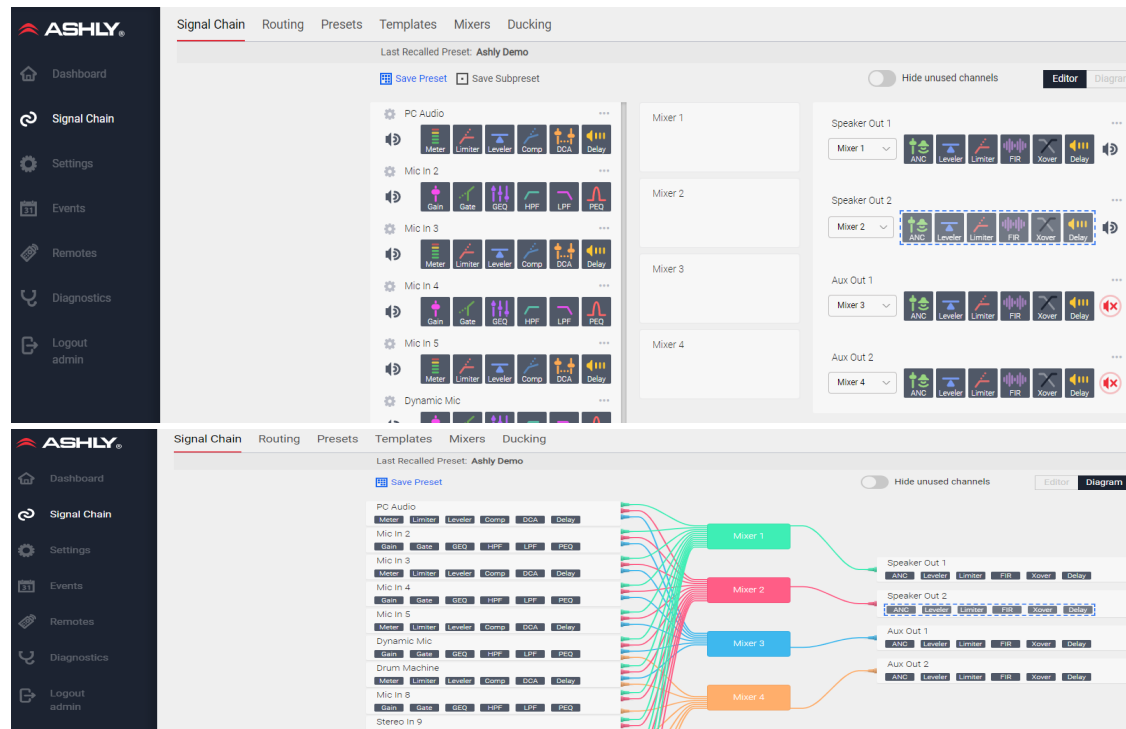 ASHLY®
Signal Chain Routing Presets Templates Mixers Ducking
Last Recalled Preset: Ashly Demo
Dashboard
Save Preset Save Subpreset Hide unused channels Editor Diagram
Signal Chain
Settings
31 Events
Remotes
Diagnostics
Logout
admin
PC Audio
Meter Limiter Leveler Comp DCA Delay
Mic In 2
Gain Gate GEQ HPF LPF PEQ
Mic In 3
Meter Limiter Leveler Comp DCA Delay
Mic In 4
Gain Gate GEQ HPF LPF PEQ
Mic In 5
Meter Limiter Leveler Comp DCA Delay
Dynamic Mic
Mixer 1
Mixer 2
Mixer 3
Mixer 4
Speaker Out 1
Mixer 1 ANC Leveler Limiter FIR Xover Delay
Speaker Out 2
Mixer 2 ANC Leveler Limiter FIR Xover Delay
Aux Out 1
Mixer 3 ANC Leveler Limiter FIR Xover Delay
Aux Out 2
Mixer 4 ANC Leveler Limiter FIR Xover Delay
ASHLY®
Signal Chain Routing Presets Templates Mixers Ducking
Last Recalled Preset: Ashly Demo
Dashboard
Save Preset Hide unused channels Editor Diagram
Signal Chain
Settings
31 Events
Remotes
Diagnostics
Logout
admin
PC Audio
Meter Limiter Leveler Comp DCA Delay
Mic In 2
Gain Gate GEQ HPF LPF PEQ
Mic In 3
Meter Limiter Leveler Comp DCA Delay
Mic In 4
Gain Gate GEQ HPF LPF PEQ
Mic In 5
Meter Limiter Leveler Comp DCA Delay
Dynamic Mic
Gain Gate GEQ HPF LPF PEQ
Drum Machine
Meter Limiter Leveler Comp DCA Delay
Mic In 8
Gain Gate GEQ HPF LPF PEQ
Stereo In 9
Mixer 1
Mixer 2
Mixer 3
Mixer 4
Speaker Out 1
ANC Leveler Limiter FIR Xover Delay
Speaker Out 2
ANC Leveler Limiter FIR Xover Delay
Aux Out 1
ANC Leveler Limiter FIR Xover Delay
Aux Out 2
ANC Leveler Limiter FIR Xover Delay